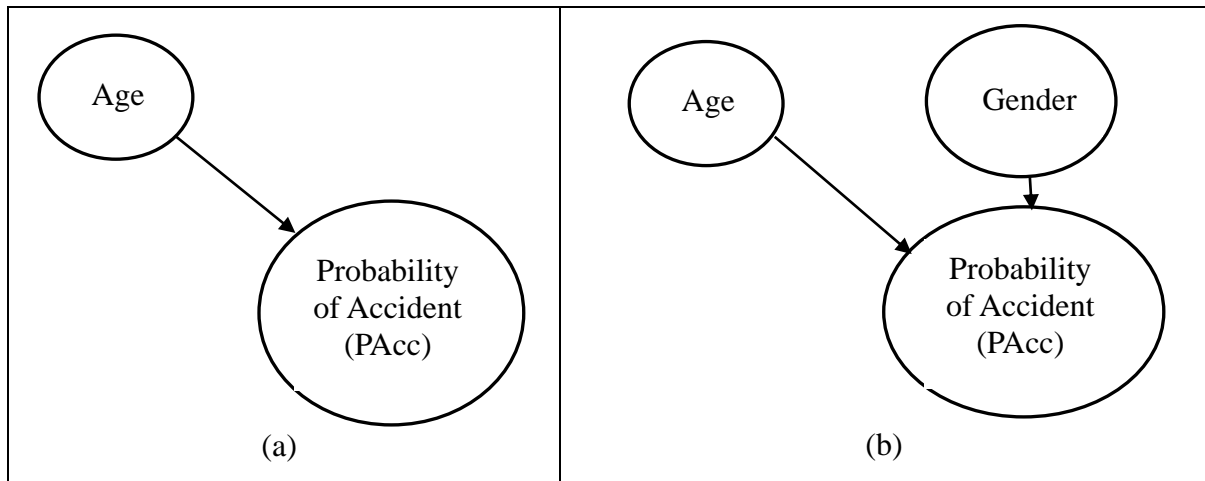 Age
Probability
of Accident
(PAcc)
(a)
Age
Gender
Probability
of Accident
(PAcc)
(b)